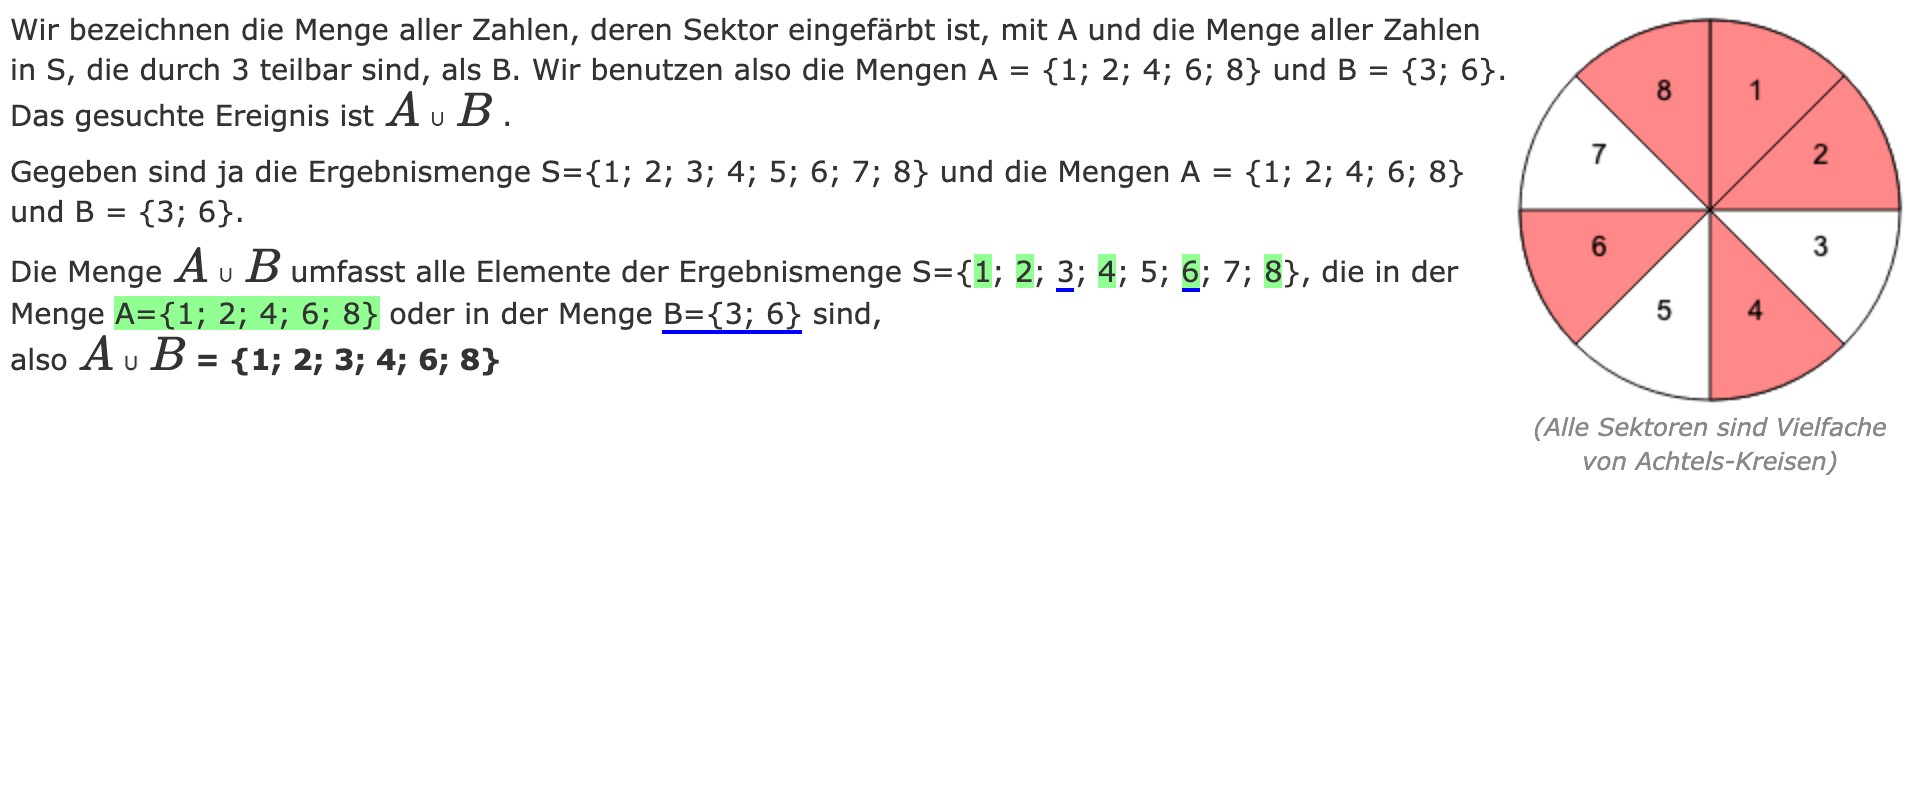 Wir bezeichnen die Menge aller Zahlen, deren Sektor eingefärbt ist, mit A und die Menge aller Zahlen
in S, die durch 3 teilbar sind, als B. Wir benutzen also die Mengen A = {1; 2; 4; 6; 8} und B = {3; 6}.
Das gesuchte Ereignis ist A ∪ B .
Gegeben sind ja die Ergebnismenge S={1; 2; 3; 4; 5; 6; 7; 8} und die Mengen A = {1; 2; 4; 6; 8}
und B = {3; 6}.
Die Menge A ∪ B umfasst alle Elemente der Ergebnismenge S={1; 2; 3; 4; 5; 6; 7; 8}, die in der
Menge A={1; 2; 4; 6; 8} oder in der Menge B={3; 6} sind,
also A ∪ B = {1; 2; 3; 4; 6; 8}
8 1
7 2
6 3
5 4
(Alle Sektoren sind Vielfache
von Achtels-Kreisen)